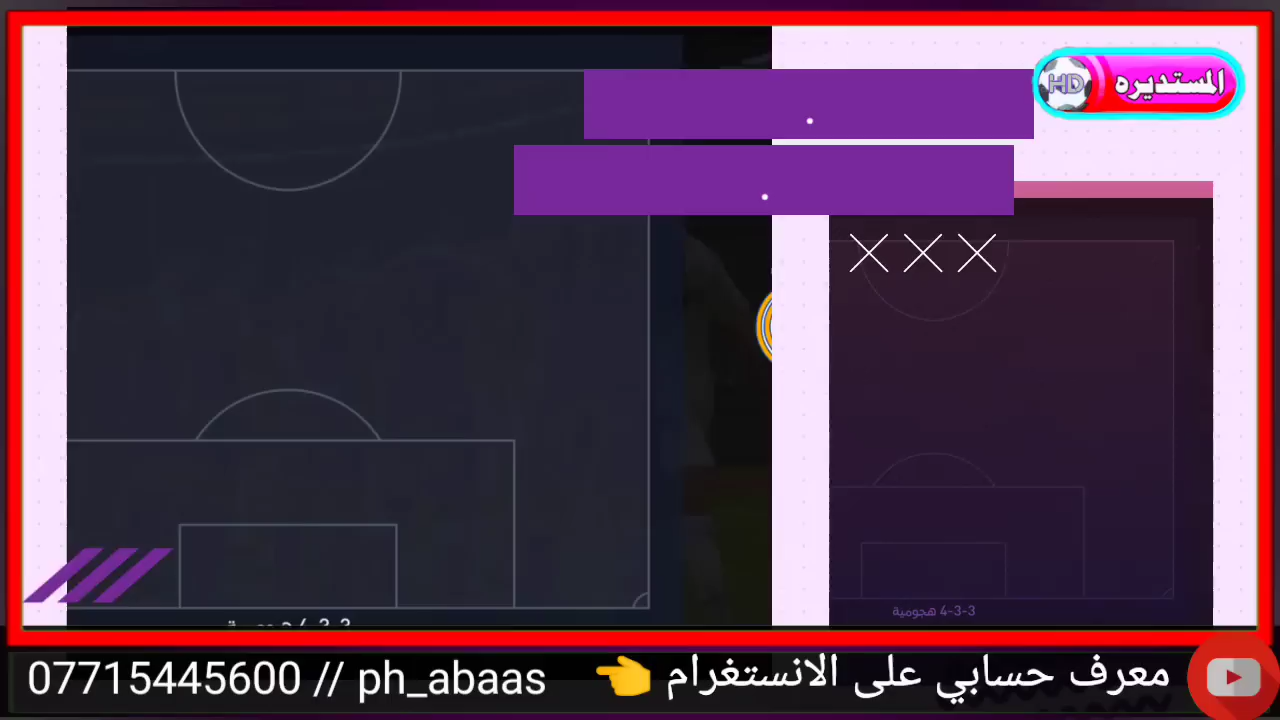 المستديره
HD
4-3-3 هجومية
معرف حسابي على الانستغرام 👈 ph_abaas // 07715445600